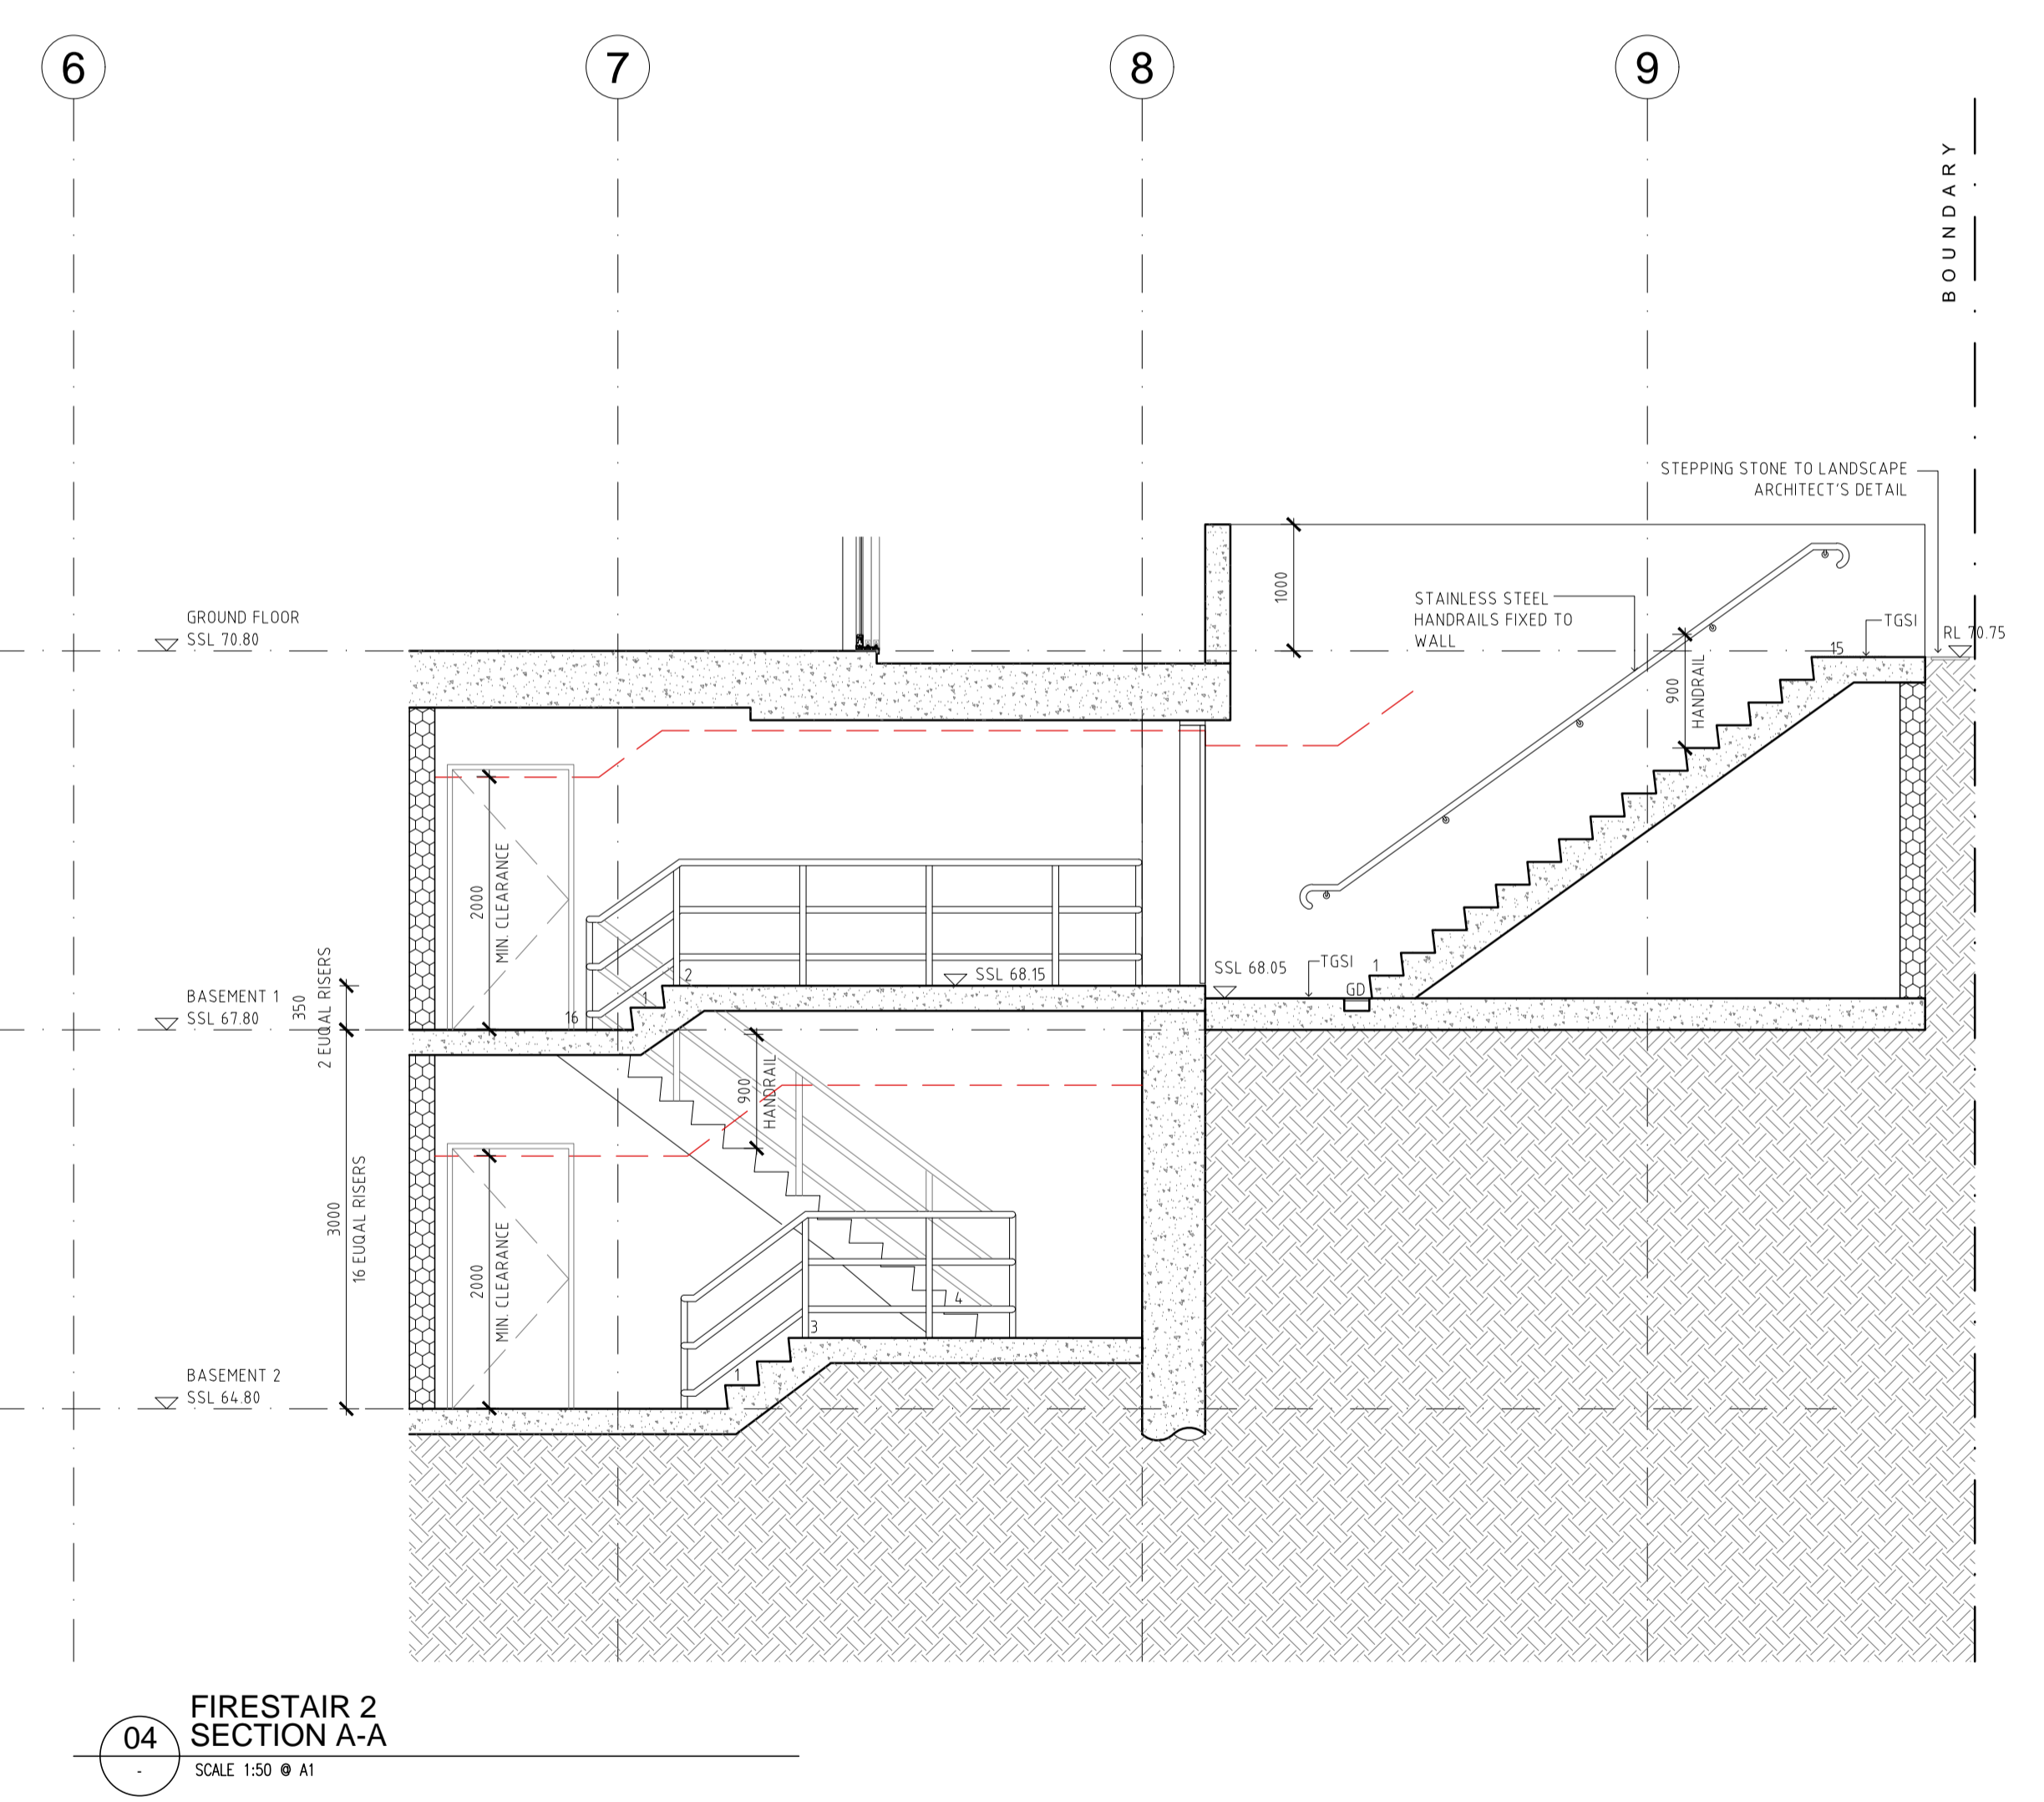 6
7
8
9
BOUNDARY
STEPPING STONE TO LANDSCAPE
ARCHITECT'S DETAIL
1000
STAINLESS STEEL
HANDRAILS FIXED TO
WALL
GROUND FLOOR
SSL 70.80
TGSI
RL 70.75
15
900
HANDRAIL
2000
MIN. CLEARANCE
2
SSL 68.15
SSL 68.05
TGSI
1
GD
BASEMENT 1
SSL 67.80
350
2 EUQAL RISERS
1
16
900
HANDRAIL
3000
16 EUQAL RISERS
2000
MIN. CLEARANCE
4
3
1
BASEMENT 2
SSL 64.80
04
-
FIRESTAIR 2
SECTION A-A
SCALE 1:50 @ A1